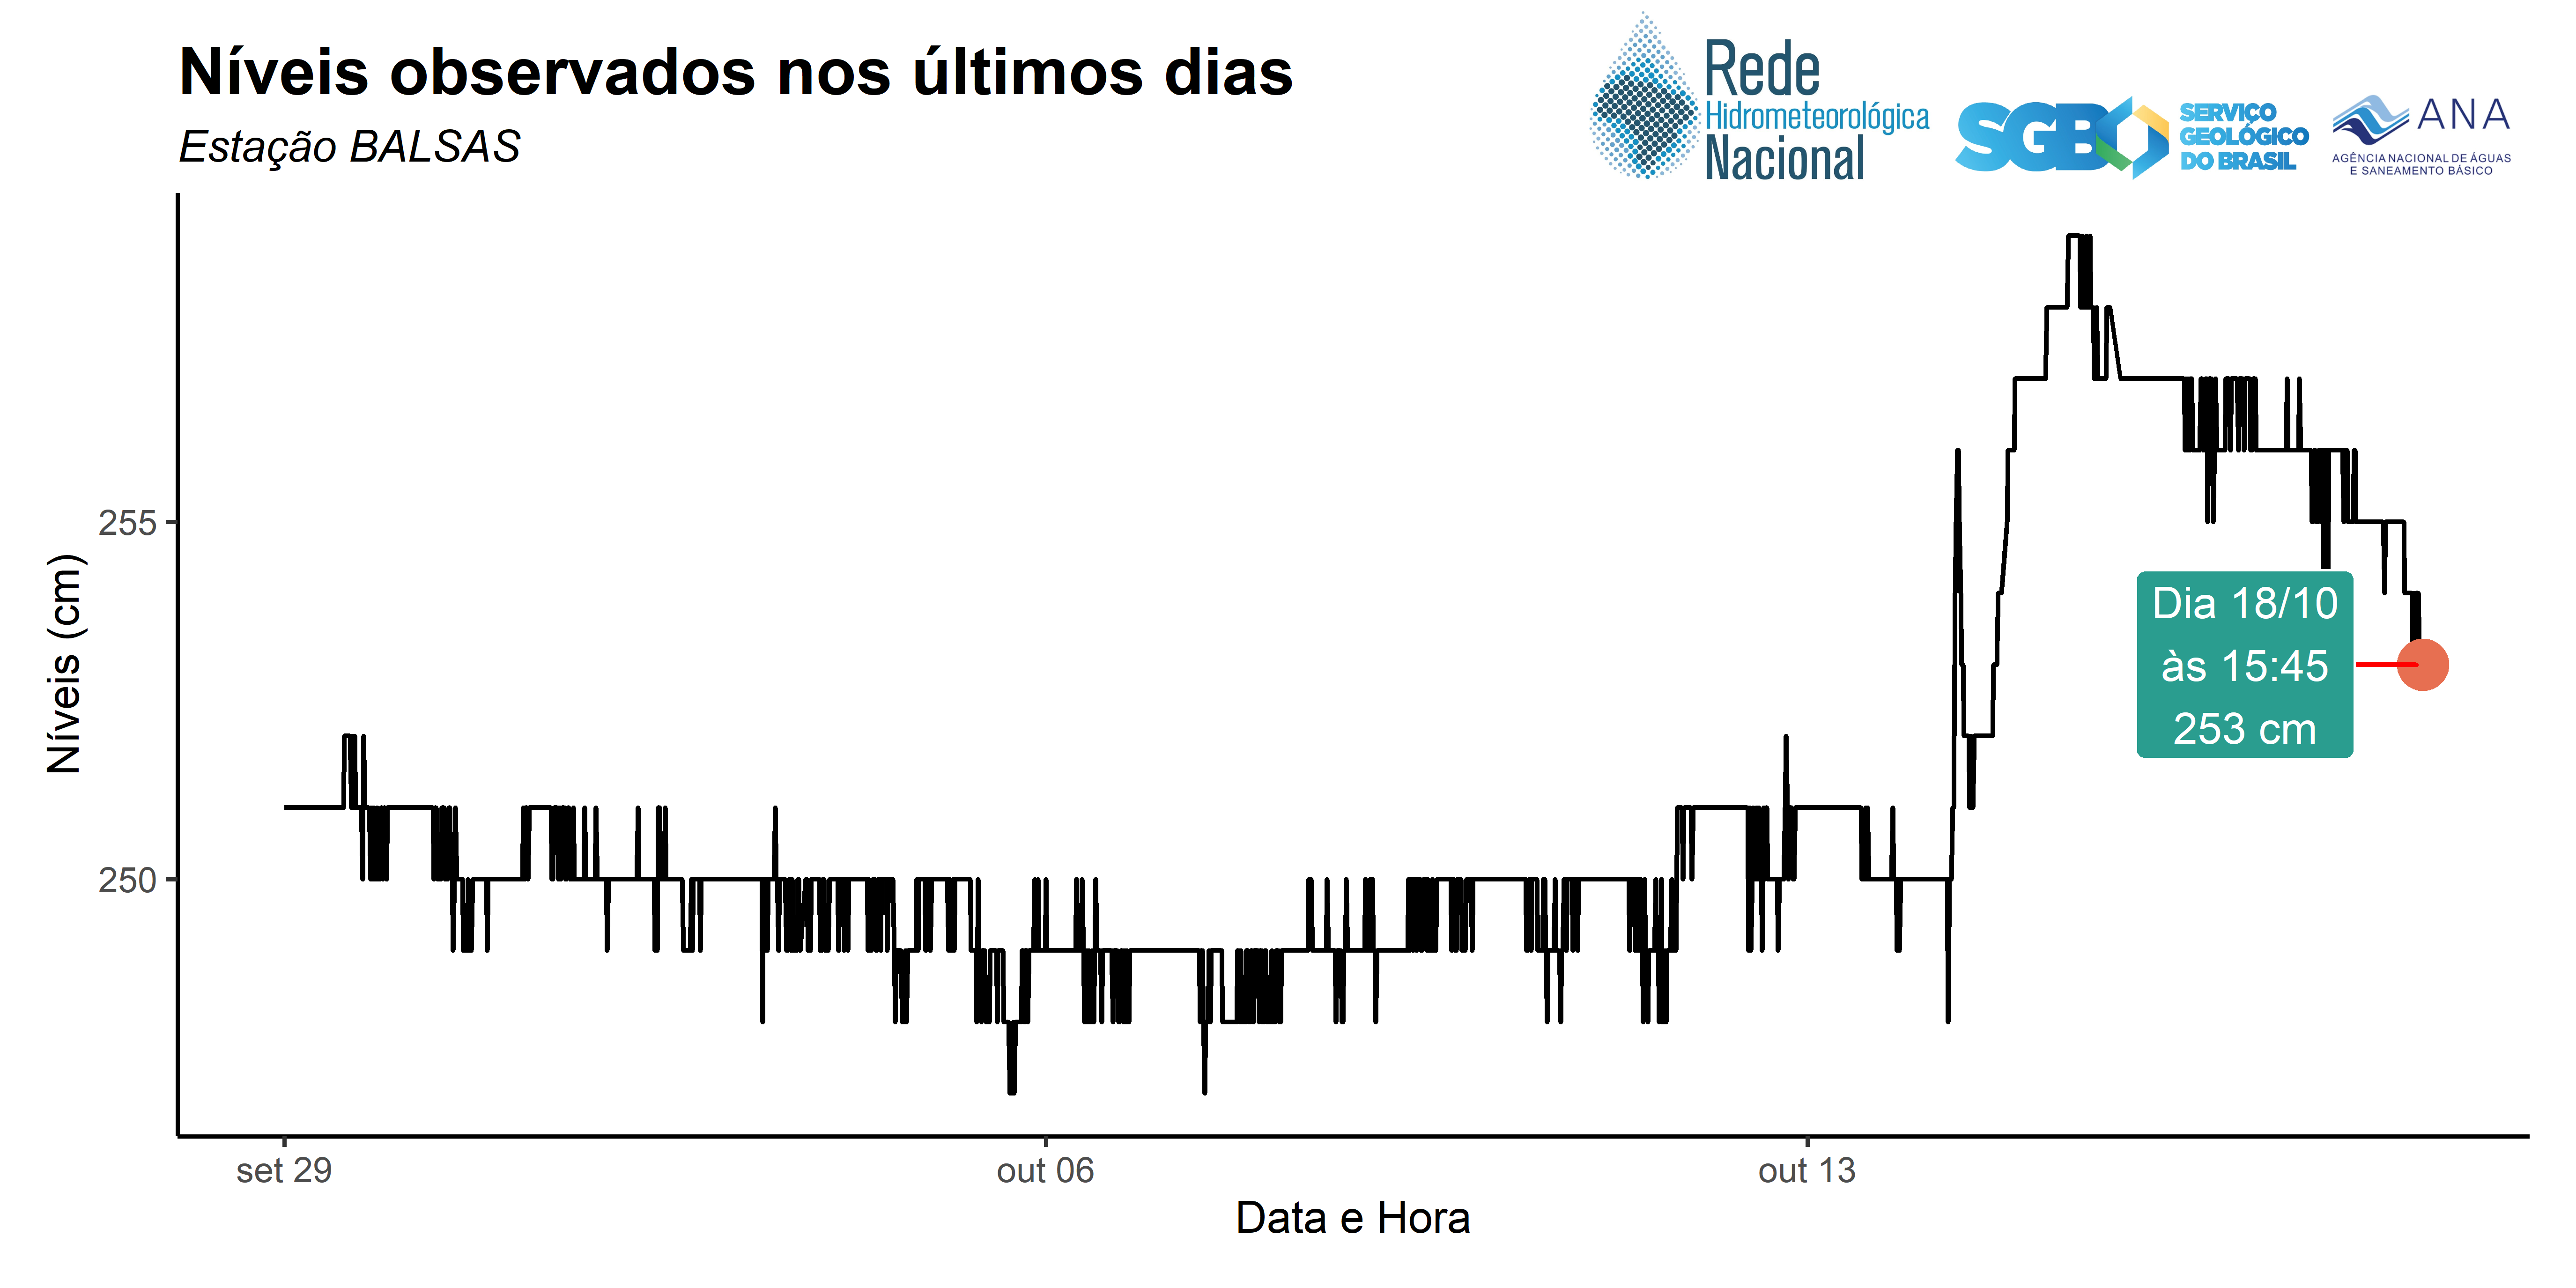 Níveis observados nos últimos dias
Estação BALSAS
Rede
Hidrometeorológica
Nacional
SGB
SERVIÇO
GEOLÓGICO
DO BRASIL
ANA
AGÊNCIA NACIONAL DE ÁGUAS
E SANEAMENTO BÁSICO
Níveis (cm)
255
250
Dia 18/10
às 15:45
253 cm
set 29
out 06
out 13
Data e Hora